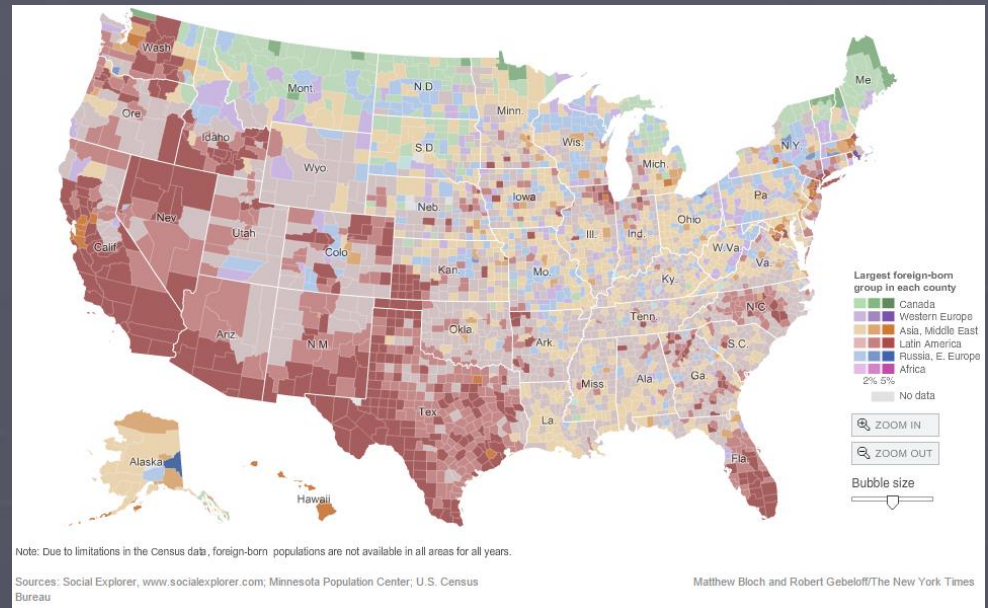 Wash
Mont.
N.D.
Minn.
Me.
Ore
Idaho
S.D.
Wis.
Mich.
N.Y.
Wyo.
Iowa
Pa
Neb.
Nev
Utah
Ill.
Ind.
Ohio
Calif
Colo
Kan.
Mo.
W.Va.
Va.
Ky
Ariz
N.M
Okla
Ark.
Tenn.
N.C
S.C.
Tex
Miss.
Ala.
Ga.
La.
Fla.
Alaska
Hawaii
Largest foreign-born
group in each county
Canada
Western Europe
Asia, Middle East
Latin America
Russia, E. Europe
Africa
2% 5%
No data
ZOOM IN
ZOOM OUT
Bubble size
Note: Due to limitations in the Census data, foreign-born populations are not available in all areas for all years.
Sources: Social Explorer, www.socialexplorer.com; Minnesota Population Center; U.S. Census
Bureau
Matthew Bloch and Robert Gebeloff/The New York Times